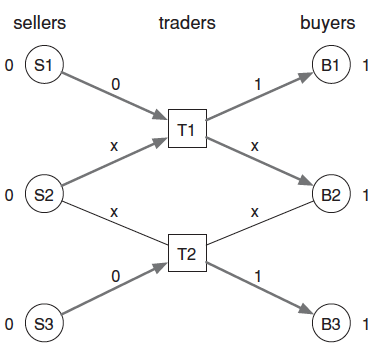 sellers traders buyers
0 S1 0 1 B1 1
T1
x x
0 S2 B2 1
x x
T2
0 1
0 S3 B3 1